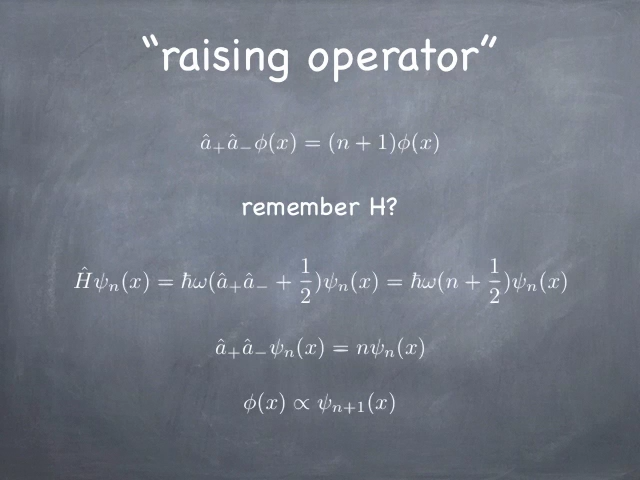 “raising operator”
â₊â₋ϕ(x) = (n + 1)ϕ(x)
remember H?
Ĥψₙ(x) = ℏω(â₊â₋ + 1/2)ψₙ(x) = ℏω(n + 1/2)ψₙ(x)
â₊â₋ψₙ(x) = nψₙ(x)
ϕ(x) ∝ ψₙ₊₁(x)